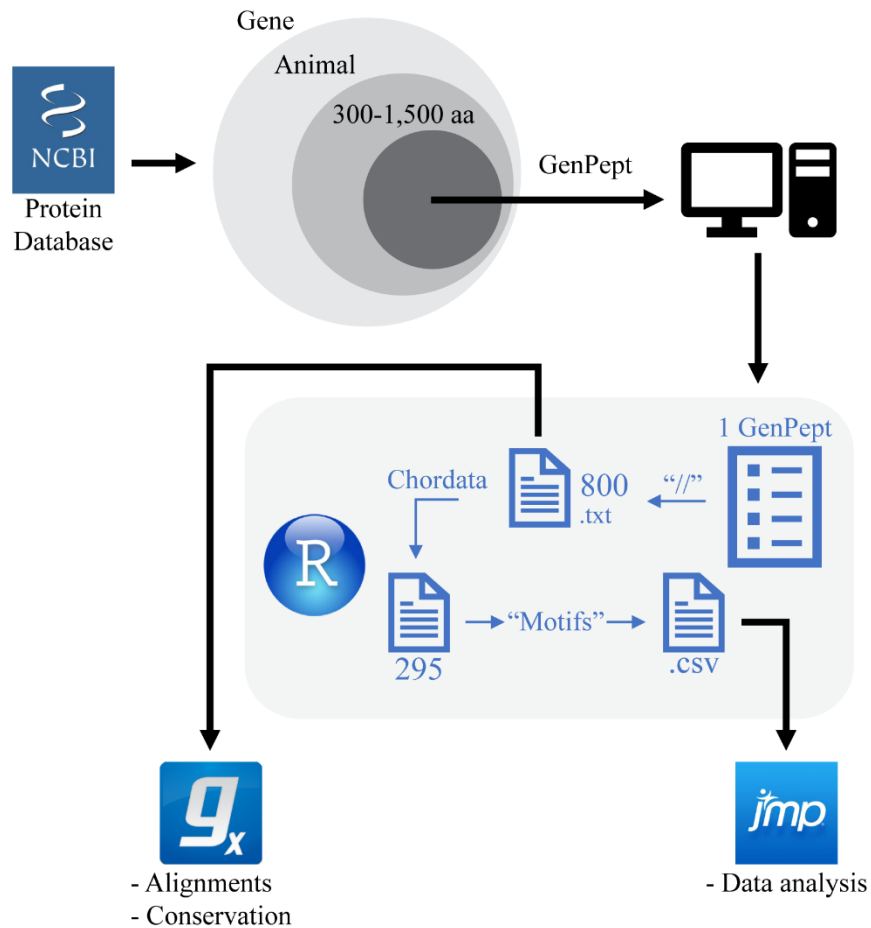 Gene
Animal
300-1,500 aa
NCBI
Protein
Database
GenPept
1 GenPept
Chordata
800
.txt
“//”
R
295
“Motifs”
.csv
gx
jmp
- Alignments
- Conservation
- Data analysis